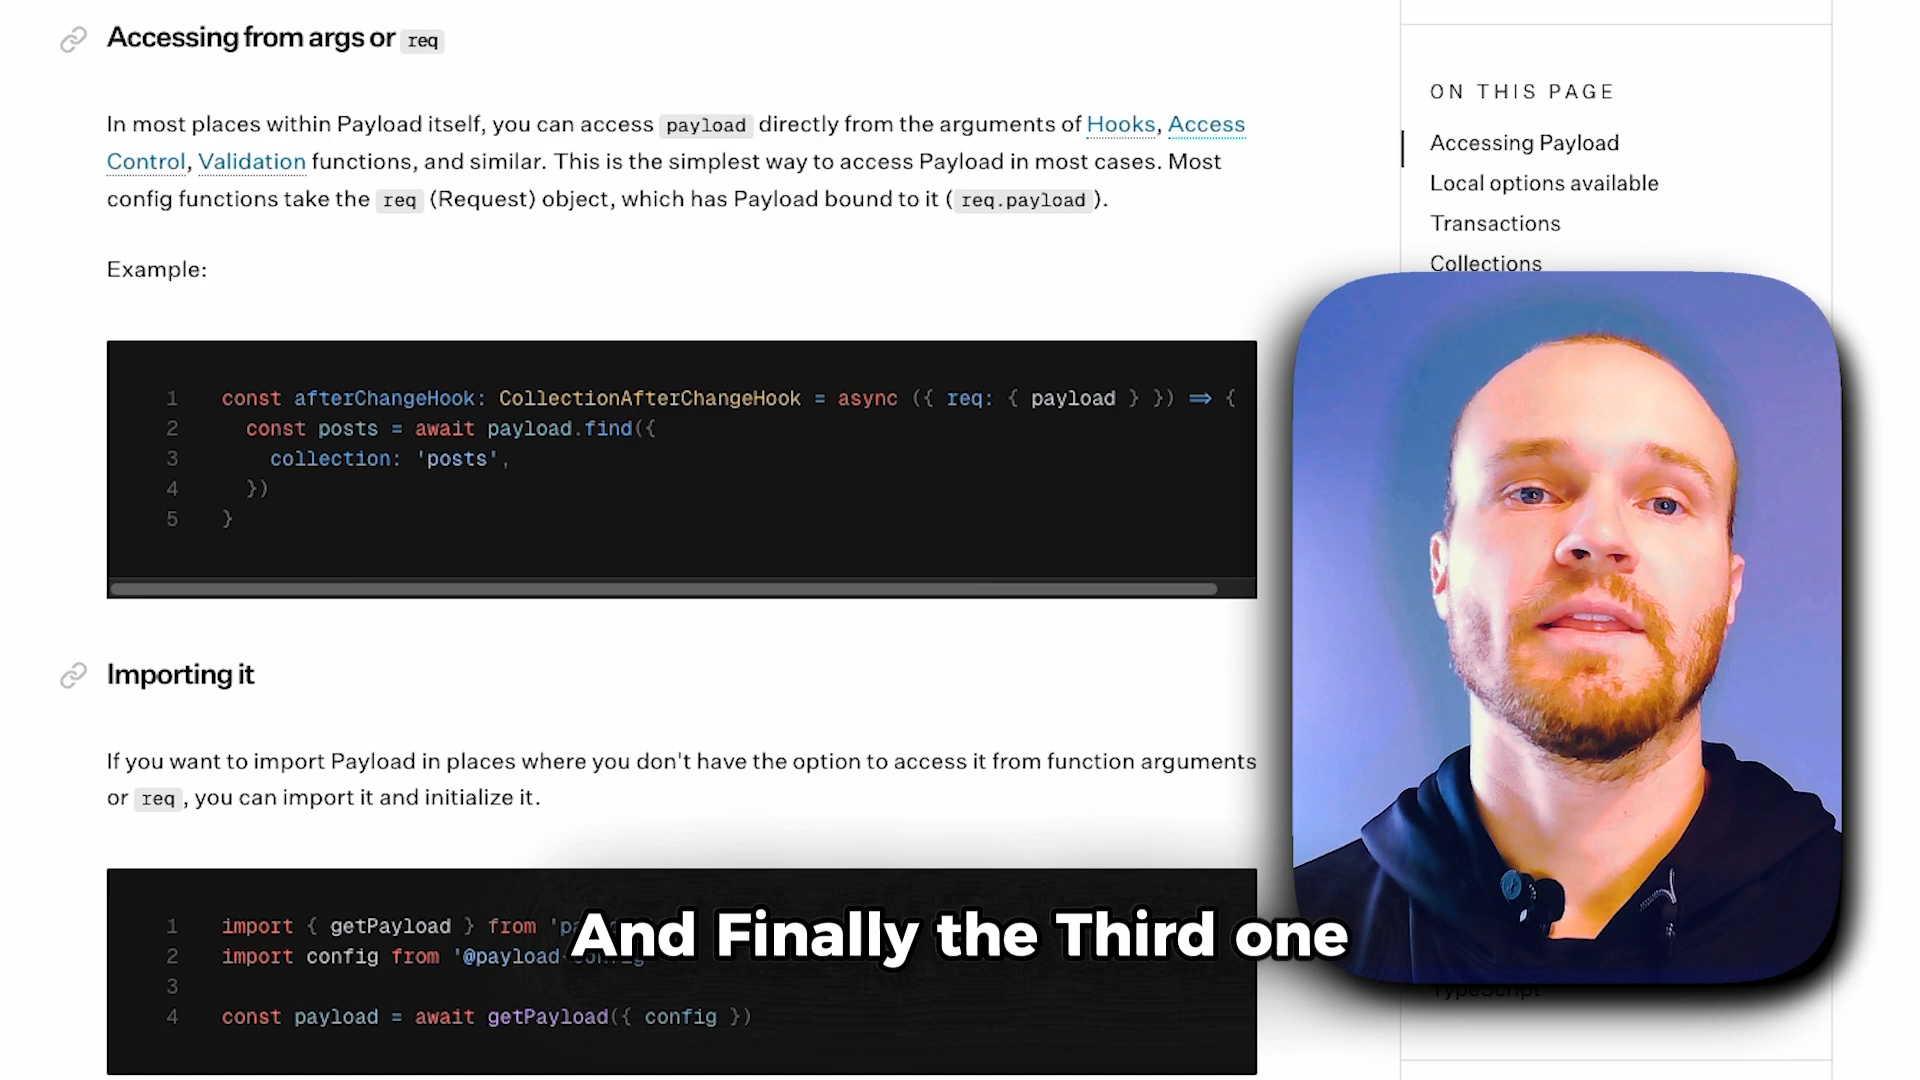 Accessing from args or req
In most places within Payload itself, you can access payload directly from the arguments of Hooks, Access
Control, Validation functions, and similar. This is the simplest way to access Payload in most cases. Most
config functions take the req (Request) object, which has Payload bound to it (req.payload).
Example:
1 const afterChangeHook: CollectionAfterChangeHook = async ({ req: { payload } }) => {
2 const posts = await payload.find({
3 collection: 'posts',
4 })
5 }
Importing it
If you want to import Payload in places where you don't have the option to access it from function arguments
or req, you can import it and initialize it.
1 import { getPayload } from
2 import config from '@payload
3
4 const payload = await getPayload({ config })
And Finally the Third one
ON THIS PAGE
Accessing Payload
Local options available
Transactions
Collections
TypeScript